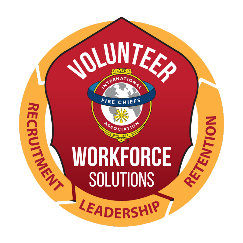 VOLUNTEER
INTERNATIONAL
FIRE CHIEFS
ASSOCIATION
WORKFORCE
SOLUTIONS
RECRUITMENT
LEADERSHIP
RETENTION